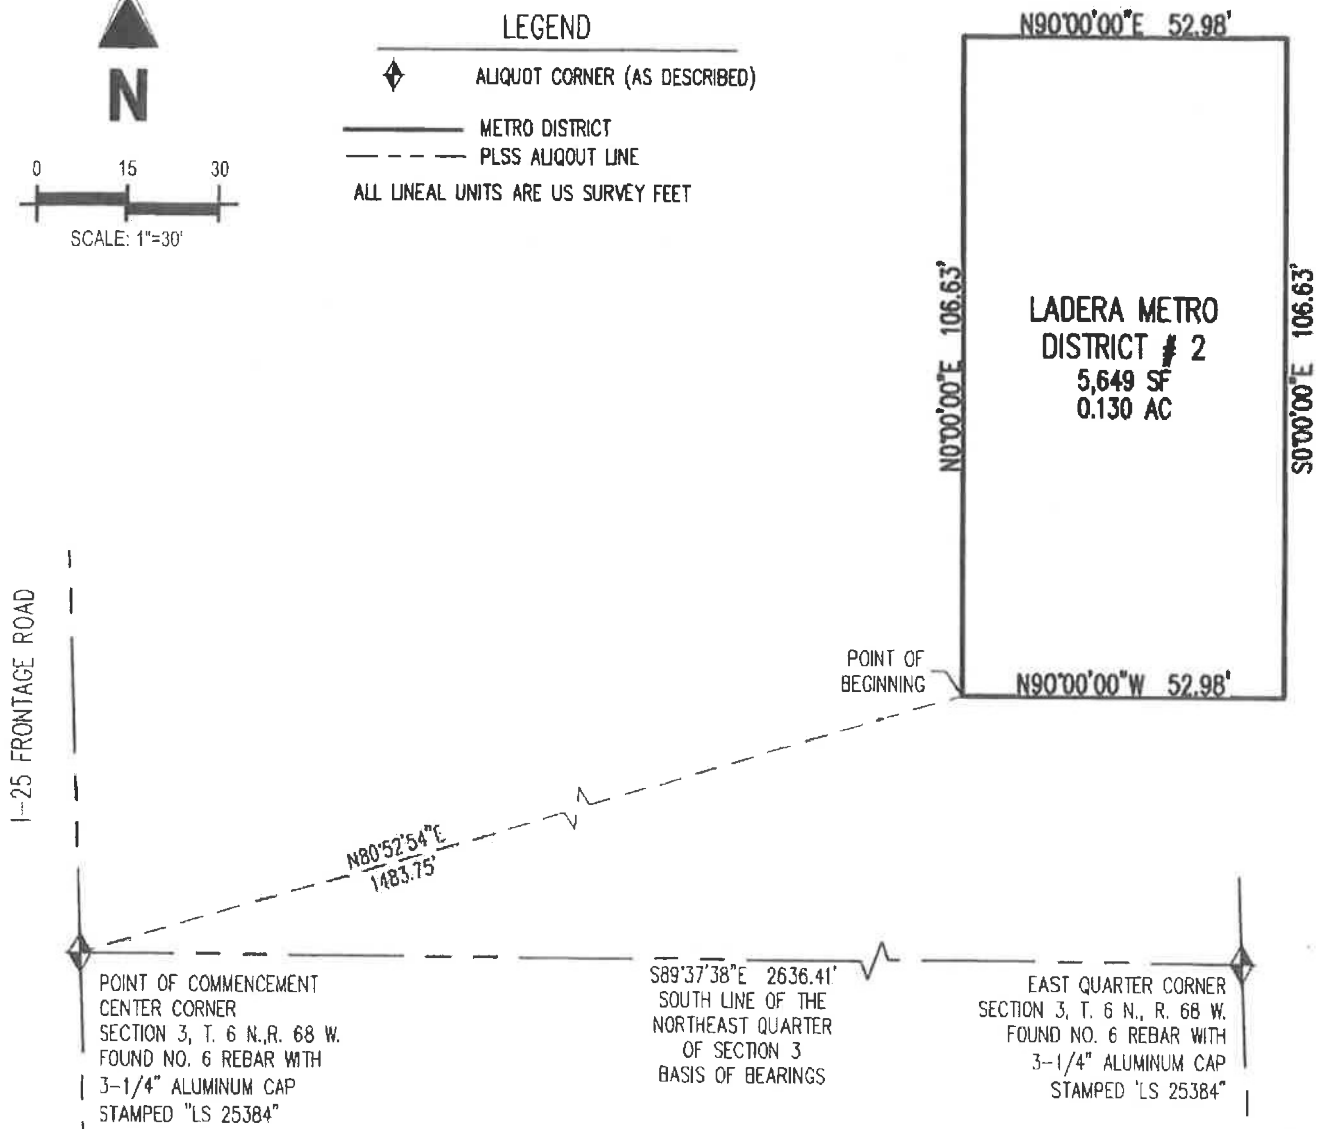 N
0 15 30
SCALE: 1"=30'
LEGEND
ALIQUOT CORNER (AS DESCRIBED)
METRO DISTRICT
PLSS ALIQOUT LINE
ALL LINEAL UNITS ARE US SURVEY FEET
N90°00'00"E 52.98'
N0°00'00"E 106.63'
LADERA METRO
DISTRICT # 2
5,649 SF
0.130 AC
S0°00'00"E 106.63'
POINT OF
BEGINNING
N90°00'00"W 52.98'
I-25 FRONTAGE ROAD
N80°52'54"E
1483.75'
POINT OF COMMENCEMENT
CENTER CORNER
SECTION 3, T. 6 N.,R. 68 W.
FOUND NO. 6 REBAR WITH
3-1/4" ALUMINUM CAP
STAMPED "LS 25384"
S89°37'38"E 2636.41'
SOUTH LINE OF THE
NORTHEAST QUARTER
OF SECTION 3
BASIS OF BEARINGS
EAST QUARTER CORNER
SECTION 3, T. 6 N., R. 68 W.
FOUND NO. 6 REBAR WITH
3-1/4" ALUMINUM CAP
STAMPED 'LS 25384"